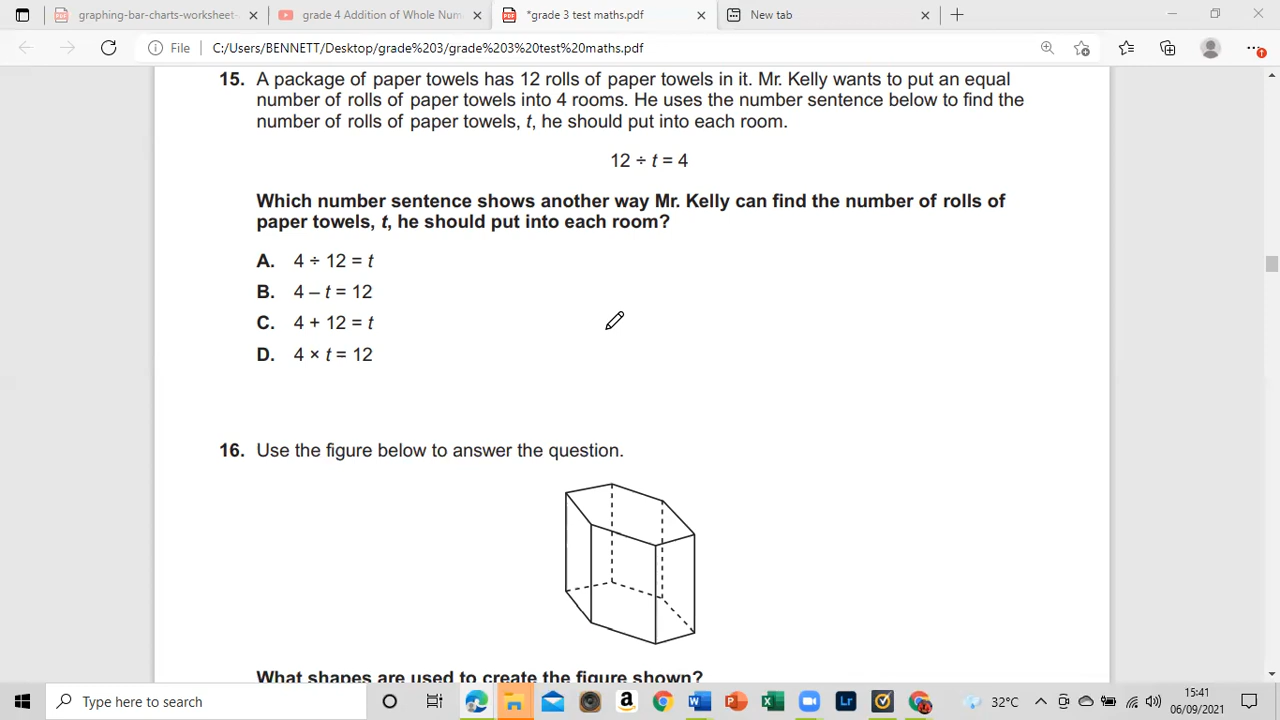 graphing-bar-charts-worksheet-
grade 4 Addition of Whole Num
*grade 3 test maths.pdf
New tab
File
C:/Users/BENNETT/Desktop/grade%203/grade%203%20test%20maths.pdf
15. A package of paper towels has 12 rolls of paper towels in it. Mr. Kelly wants to put an equal
number of rolls of paper towels into 4 rooms. He uses the number sentence below to find the
number of rolls of paper towels, t, he should put into each room.
12 ÷ t = 4
Which number sentence shows another way Mr. Kelly can find the number of rolls of
paper towels, t, he should put into each room?
A. 4 ÷ 12 = t
B. 4 – t = 12
C. 4 + 12 = t
D. 4 × t = 12
16. Use the figure below to answer the question.
What shapes are used to create the figure shown?
Type here to search
32°C
15:41
06/09/2021